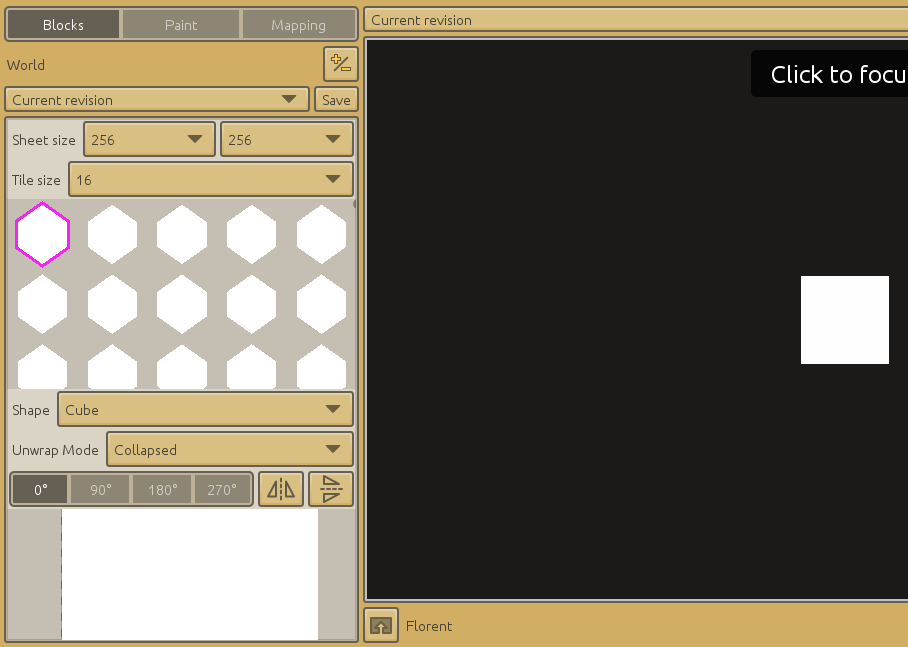 Blocks
Paint
Mapping
Current revision
World
Click to focu
Current revision
Save
Sheet size
256
256
Tile size
16
Shape
Cube
Unwrap Mode
Collapsed
0°
90°
180°
270°
Florent